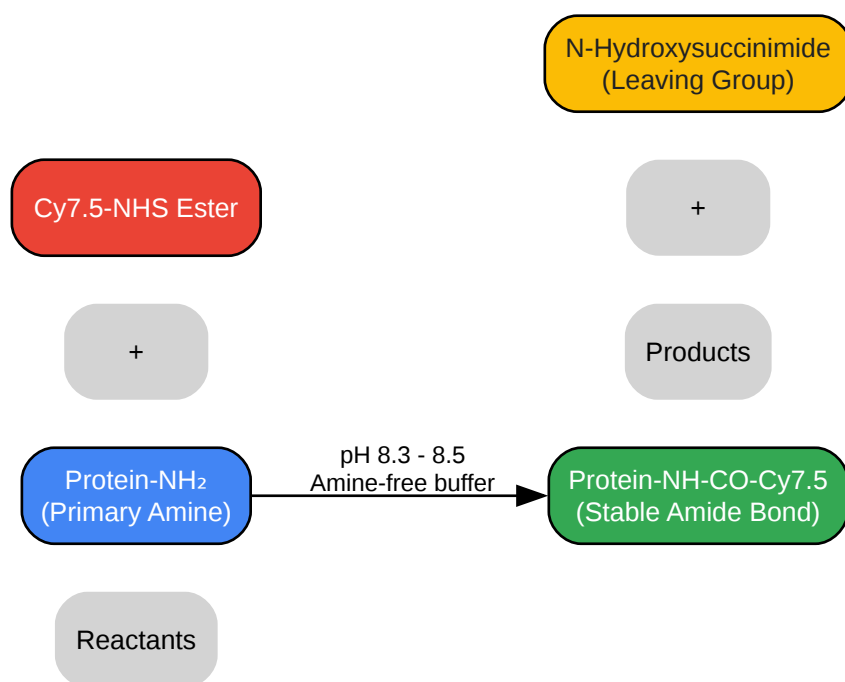 N-Hydroxysuccinimide
(Leaving Group)
Cy7.5-NHS Ester
+
+
Products
pH 8.3 - 8.5
Amine-free buffer
Protein-NH₂
(Primary Amine)
Protein-NH-CO-Cy7.5
(Stable Amide Bond)
Reactants